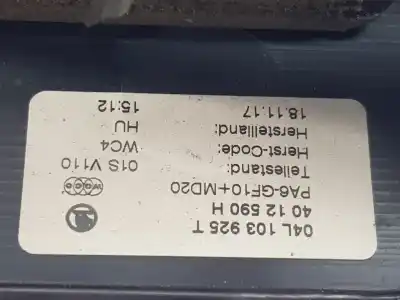 04L 103 925 T
40 12 590 H
PA6-GF10+MD20
Teilestand: 01S V110
Herst-Code: WC4
Herstellland: HU
18.11.17 15:12